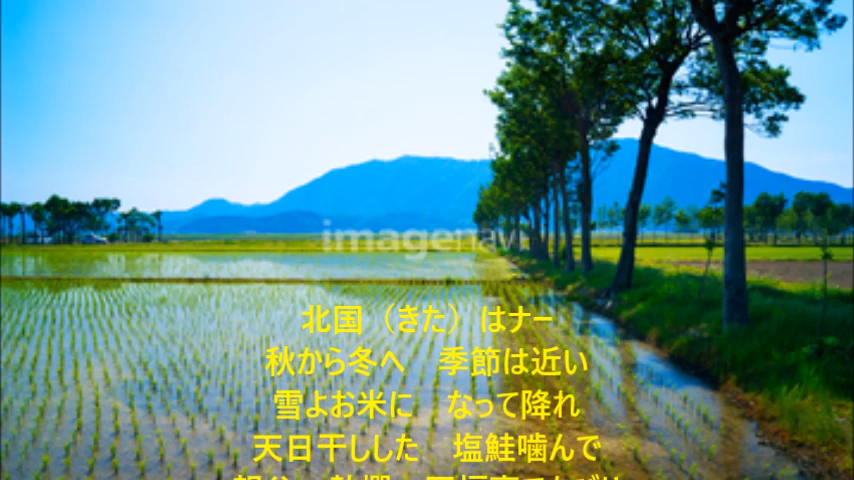 imagenavi
北国（きた）はナー
秋から冬へ　季節は近い
雪よお米に　なって降れ
天日干しした　塩鮭噛んで